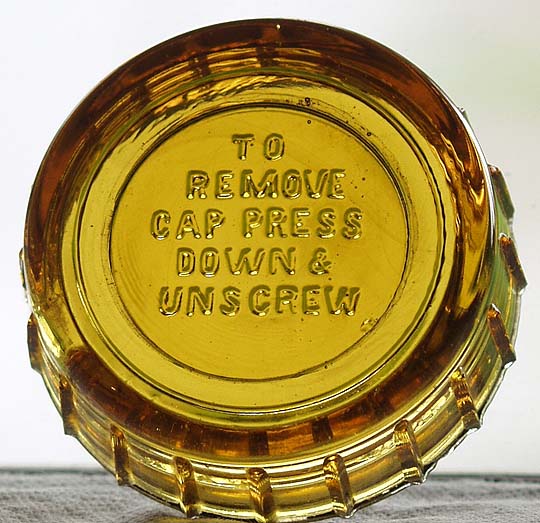 TO
REMOVE
CAP PRESS
DOWN &
UNSCREW